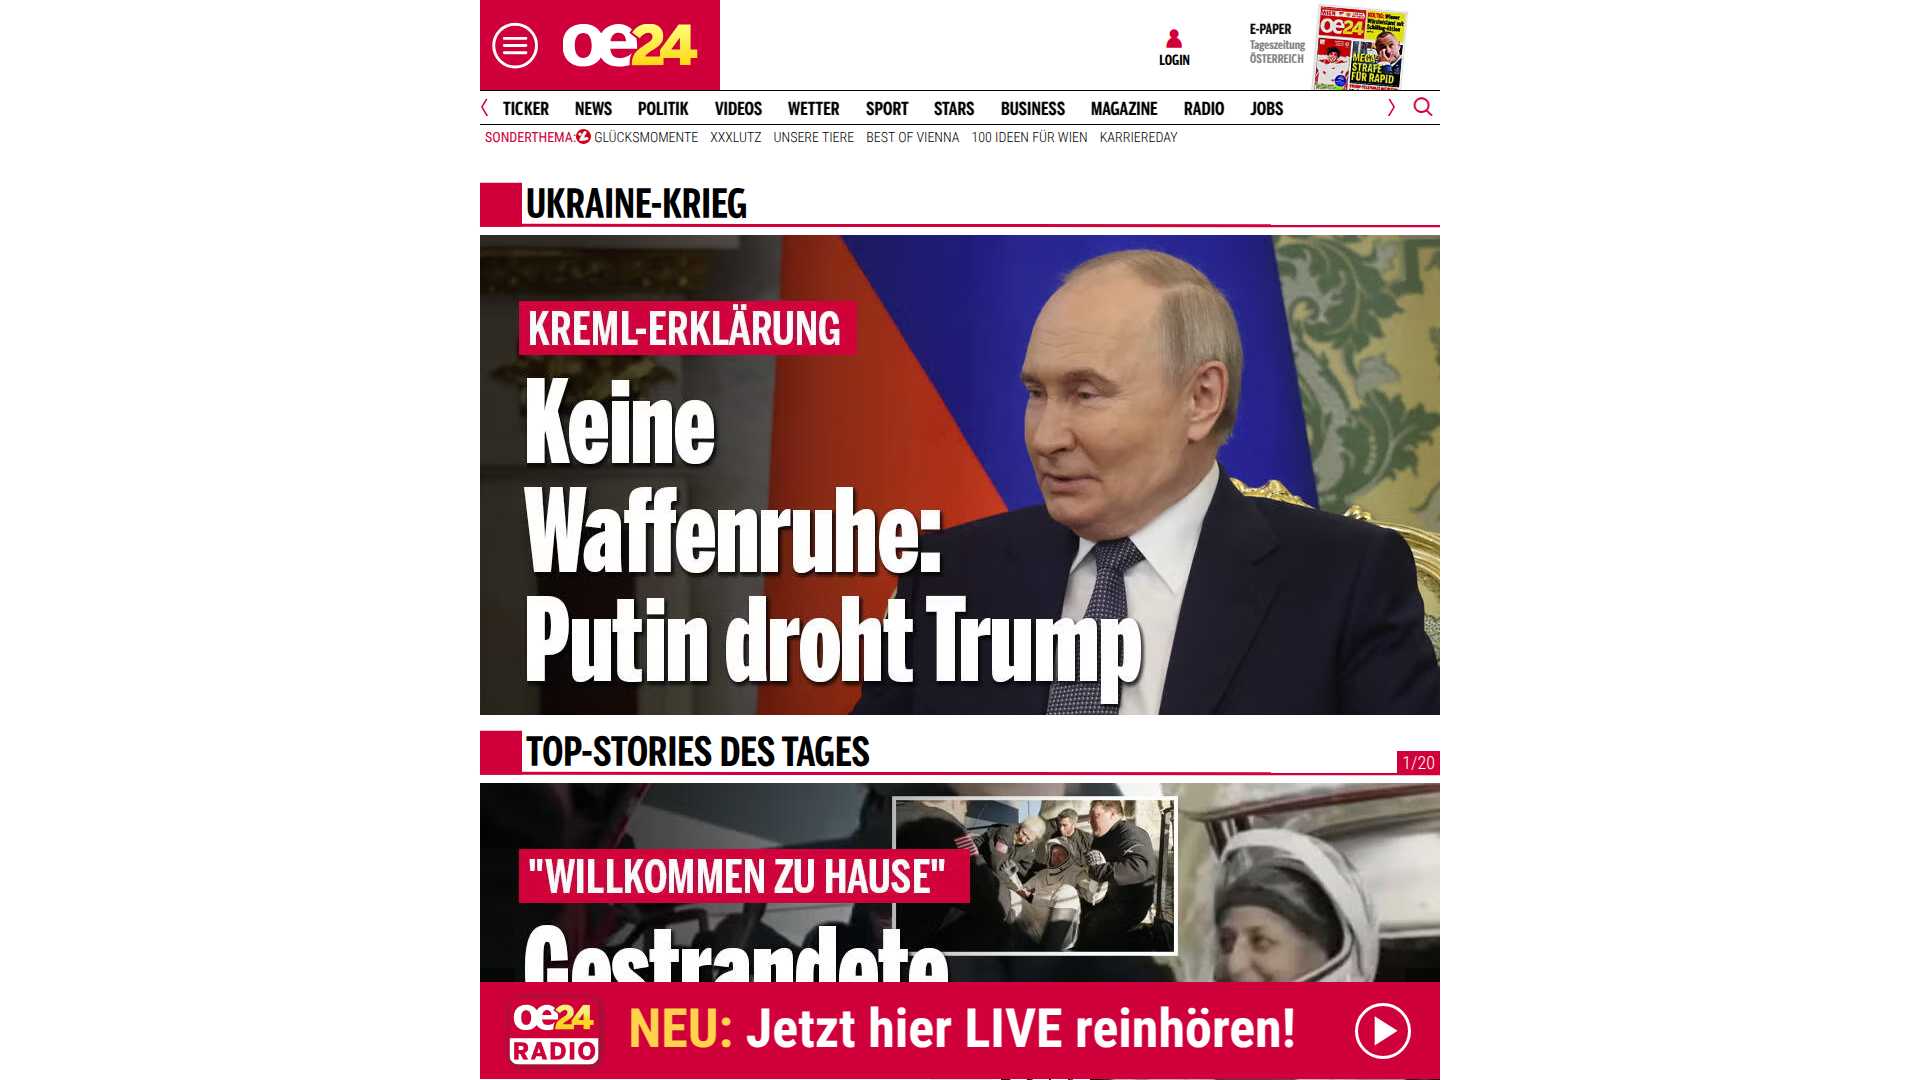 oe24
LOGIN
E-PAPER
Tageszeitung
ÖSTERREICH
oe24
MEGA-
STRAFE
FÜR RAPID
TICKER NEWS POLITIK VIDEOS WETTER SPORT STARS BUSINESS MAGAZINE RADIO JOBS
SONDERTHEMA: GLÜCKSMOMENTE XXXLUTZ UNSERE TIERE BEST OF VIENNA 100 IDEEN FÜR WIEN KARRIEREDAY
UKRAINE-KRIEG
KREML-ERKLÄRUNG
Keine
Waffenruhe:
Putin droht Trump
TOP-STORIES DES TAGES
1/20
"WILLKOMMEN ZU HAUSE"
Gestrandete
oe24
RADIO
NEU: Jetzt hier LIVE reinhören!